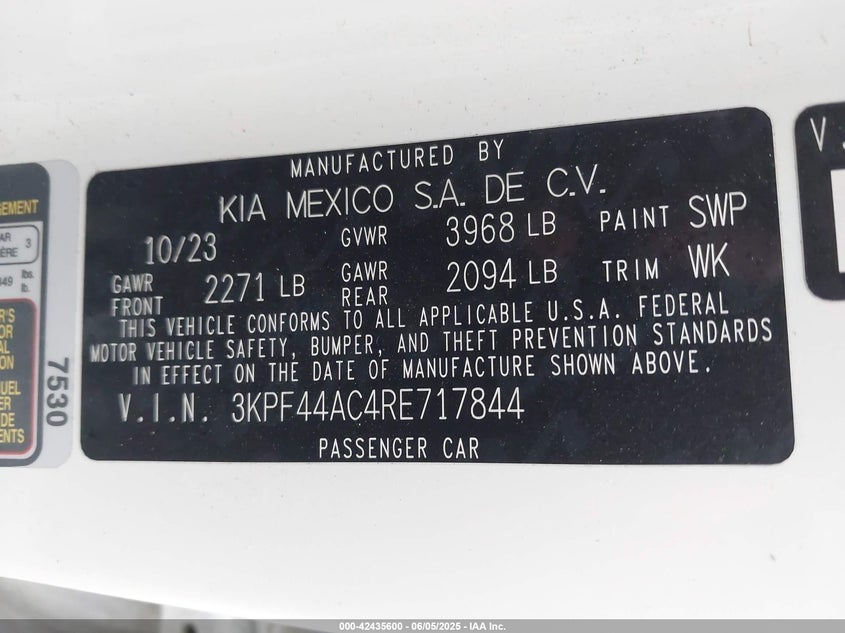 MANUFACTURED BY
KIA MEXICO S.A. DE C.V.
10/23 GVWR 3968 LB PAINT SWP
GAWR FRONT 2271 LB GAWR REAR 2094 LB TRIM WK
THIS VEHICLE CONFORMS TO ALL APPLICABLE U.S.A. FEDERAL
MOTOR VEHICLE SAFETY, BUMPER, AND THEFT PREVENTION STANDARDS
IN EFFECT ON THE DATE OF MANUFACTURE SHOWN ABOVE.
V.I.N. 3KPF44AC4RE717844
PASSENGER CAR
3
lbs.
lb.
7530
V.
000-42435600 - 06/05/2025 - IAA Inc.